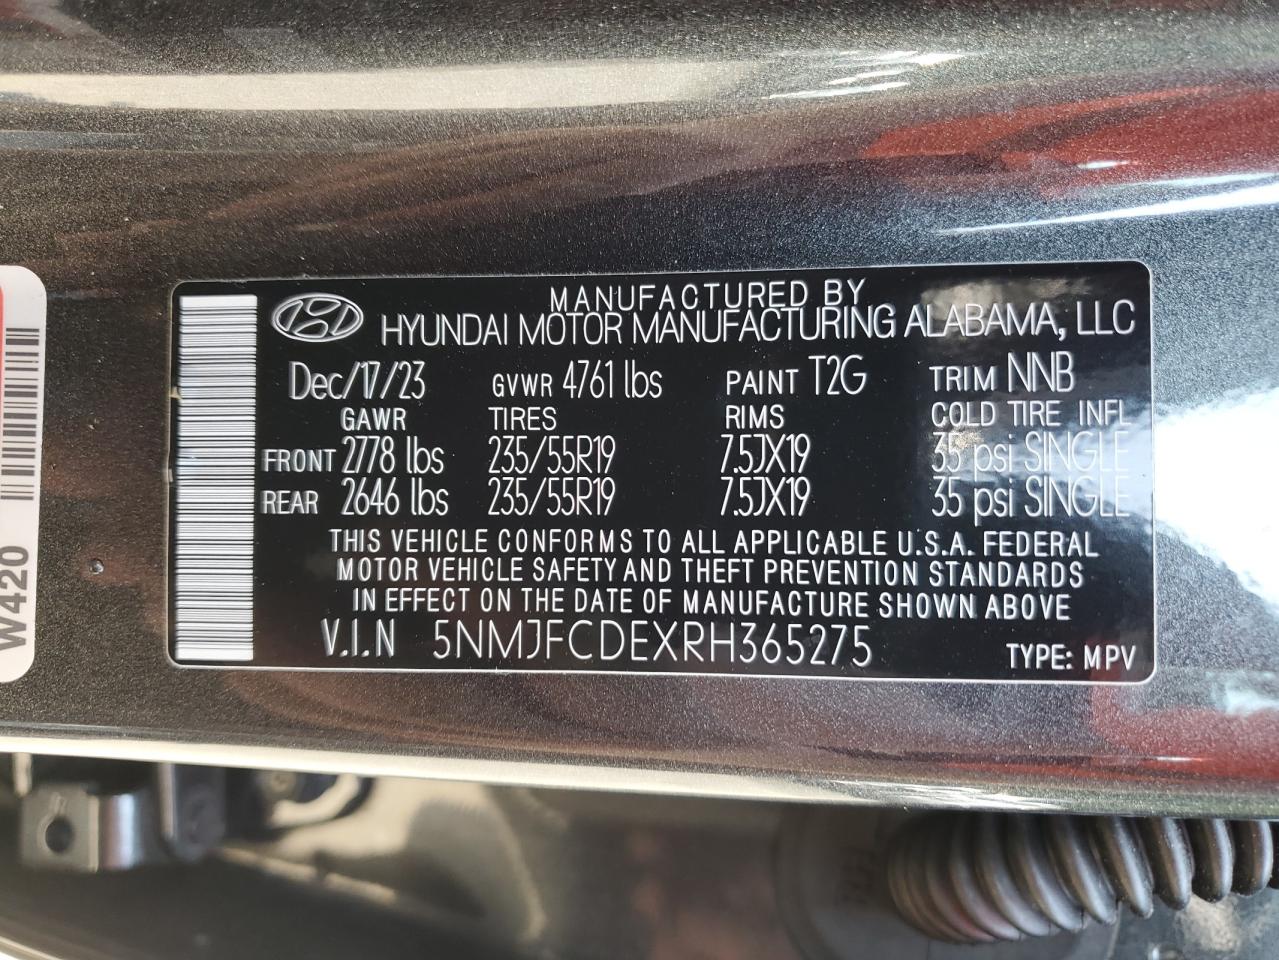 MANUFACTURED BY
HYUNDAI MOTOR MANUFACTURING ALABAMA, LLC
Dec/17/23 GVWR 4761 lbs PAINT T2G TRIM NNB
GAWR TIRES RIMS COLD TIRE INFL
FRONT 2778 lbs 235/55R19 7.5JX19 35 psi SINGLE
REAR 2646 lbs 235/55R19 7.5JX19 35 psi SINGLE
THIS VEHICLE CONFORMS TO ALL APPLICABLE U.S.A. FEDERAL
MOTOR VEHICLE SAFETY AND THEFT PREVENTION STANDARDS
IN EFFECT ON THE DATE OF MANUFACTURE SHOWN ABOVE
V.I.N 5NMJFCDEXRH365275 TYPE: MPV
W420